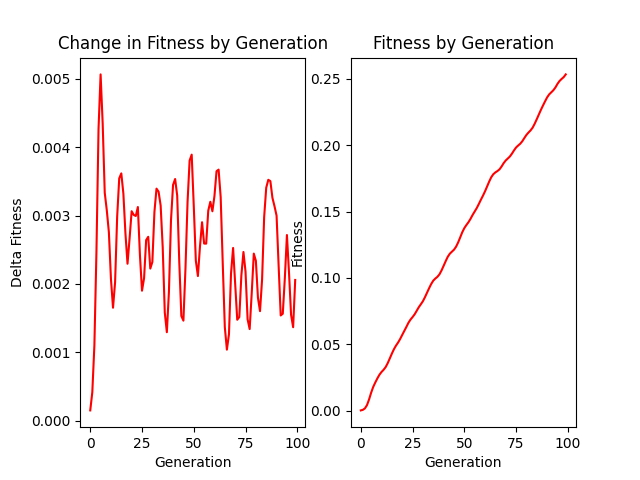 Change in Fitness by Generation
Fitness by Generation
0.005
0.004
0.003
0.002
0.001
0.000
Delta Fitness
0 25 50 75 100
Generation
0.25
0.20
0.15
0.10
0.05
0.00
Fitness
0 25 50 75 100
Generation